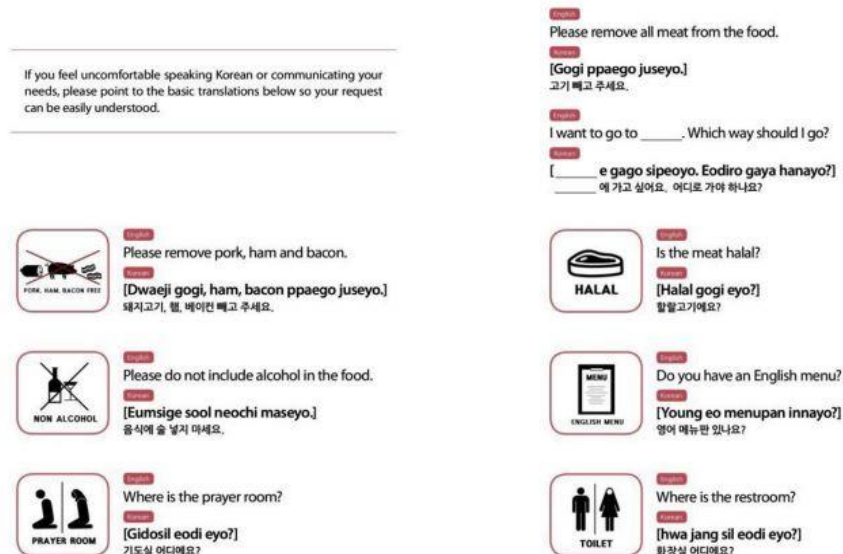 If you feel uncomfortable speaking Korean or communicating your
needs, please point to the basic translations below so your request
can be easily understood.
English
Please remove all meat from the food.
Korean
[Gogi ppaego juseyo.]
고기 빼고 주세요.
English
I want to go to ______. Which way should I go?
Korean
[ ______ e gago sipeoyo. Eodiro gaya hanayo?]
______ 에 가고 싶어요. 어디로 가야 하나요?
PORK, HAM, BACON FREE
English
Please remove pork, ham and bacon.
Korean
[Dwaeji gogi, ham, bacon ppaego juseyo.]
돼지고기, 햄, 베이컨 빼고 주세요.
HALAL
English
Is the meat halal?
Korean
[Halal gogi eyo?]
할랄고기에요?
NON ALCOHOL
English
Please do not include alcohol in the food.
Korean
[Eumsige sool neochi maseyo.]
음식에 술 넣지 마세요.
MENU
ENGLISH MENU
English
Do you have an English menu?
Korean
[Young eo menupan innayo?]
영어 메뉴판 있나요?
PRAYER ROOM
English
Where is the prayer room?
Korean
[Gidosil eodi eyo?]
기도실 어디에요?
TOILET
English
Where is the restroom?
Korean
[hwa jang sil eodi eyo?]
화장실 어디에요?